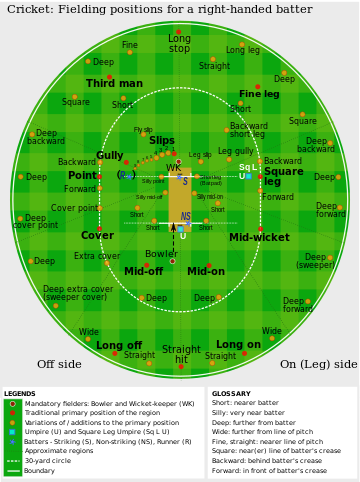 Cricket: Fielding positions for a right-handed batter
Long
stop
Fine
Long leg
Deep
Straight
Third man
Deep
Fine leg
Square
Short
Short
Square
Fly slip
Backward
short leg
Deep
backward
Slips
Deep
backward
Gully
Leg slip
Leg gully
Backward
WK
Backward
Sq L
U
Square
leg
Point
(R)
Silly point
S
Short leg
(Bat pad)
Deep
Deep
Forward
Silly mid-off
Silly mid-on
Forward
Cover point
Short
Short
Deep
forward
Deep
cover point
NS
Short
Short
Cover
U
Mid-wicket
Bowler
Extra cover
Deep
Deep
(sweeper)
Mid-off
Mid-on
Deep extra cover
(sweeper cover)
Deep
Deep
Deep
forward
Wide
Wide
Long off
Straight
hit
Long on
Straight
Straight
Off side
On (Leg) side
LEGENDS
Mandatory fielders: Bowler and Wicket-keeper (WK)
Traditional primary position of the region
Variations of / additions to the primary position
Umpire (U) and Square Leg Umpire (Sq L U)
Batters - Striking (S), Non-striking (NS), Runner (R)
Approximate regions
30-yard circle
Boundary
GLOSSARY
Short: nearer batter
Silly: very near batter
Deep: further from batter
Wide: further from line of pitch
Fine, straight: nearer line of pitch
Square: near(er) line of batter's crease
Backward: behind batter's crease
Forward: in front of batter's crease